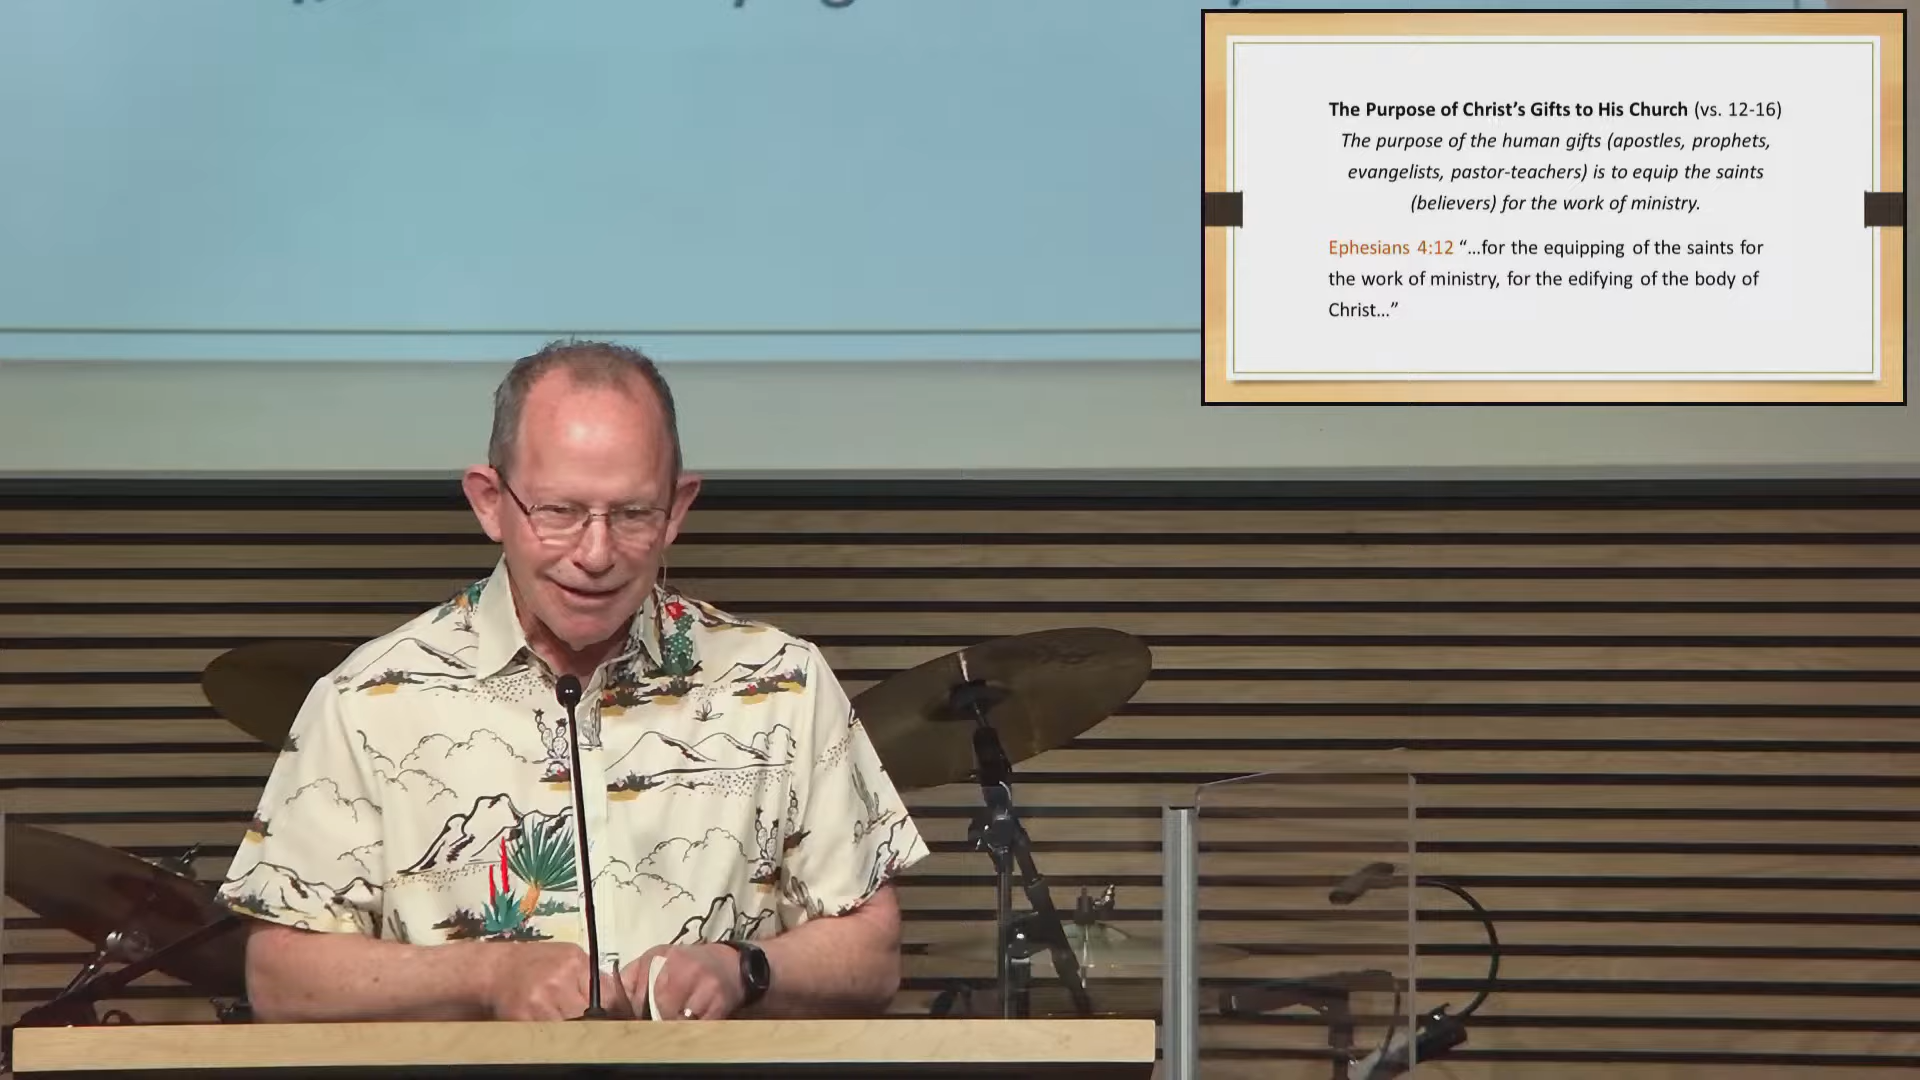 The Purpose of Christ’s Gifts to His Church (vs. 12-16)
The purpose of the human gifts (apostles, prophets,
evangelists, pastor-teachers) is to equip the saints
(believers) for the work of ministry.
Ephesians 4:12 “...for the equipping of the saints for
the work of ministry, for the edifying of the body of
Christ...”